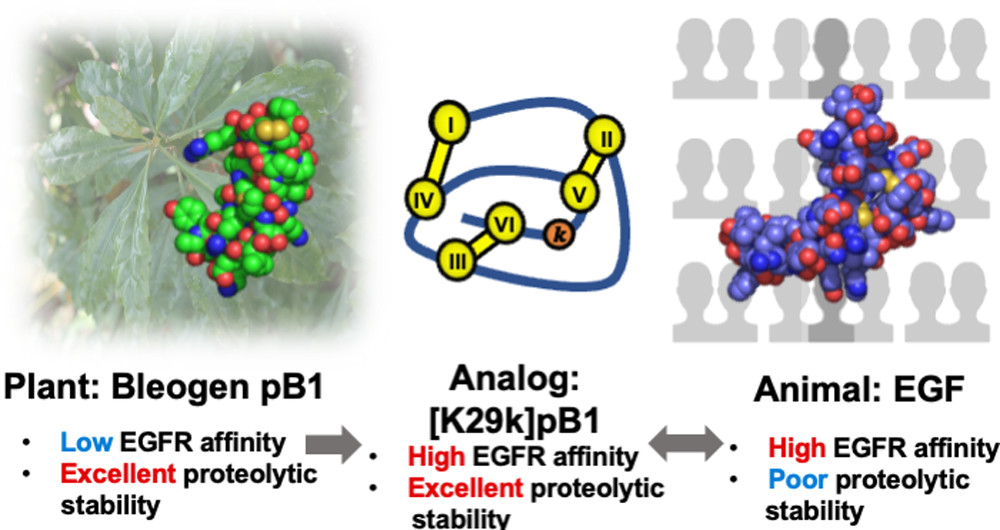 I
II
IV
V
VI
k
III
Plant: Bleogen pB1
• Low EGFR affinity
• Excellent proteolytic
stability
Analog:
[K29k]pB1
• High EGFR affinity
• Excellent proteolytic
stability
Animal: EGF
• High EGFR affinity
• Poor proteolytic
stability